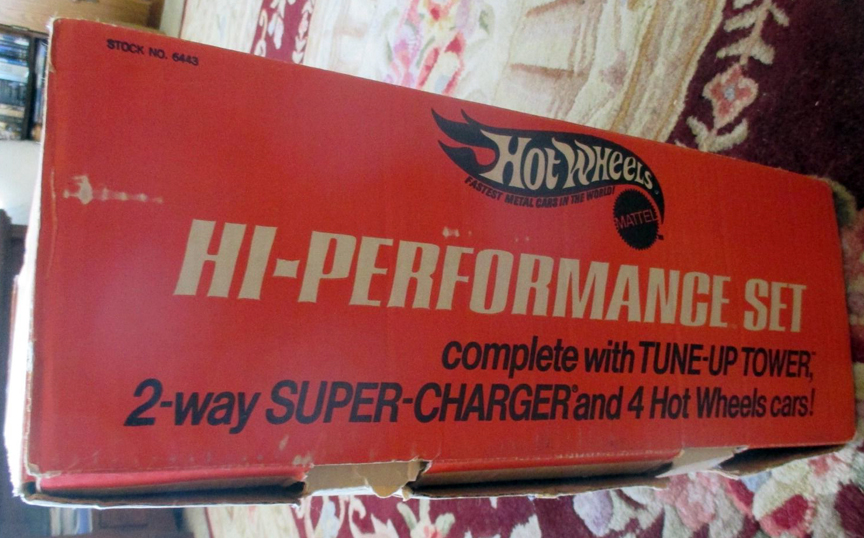 STOCK NO. 6443
Hot Wheels
FASTEST METAL CARS IN THE WORLD!
MATTEL
HI-PERFORMANCE SET
complete with TUNE-UP TOWER,™
2-way SUPER-CHARGER® and 4 Hot Wheels cars!